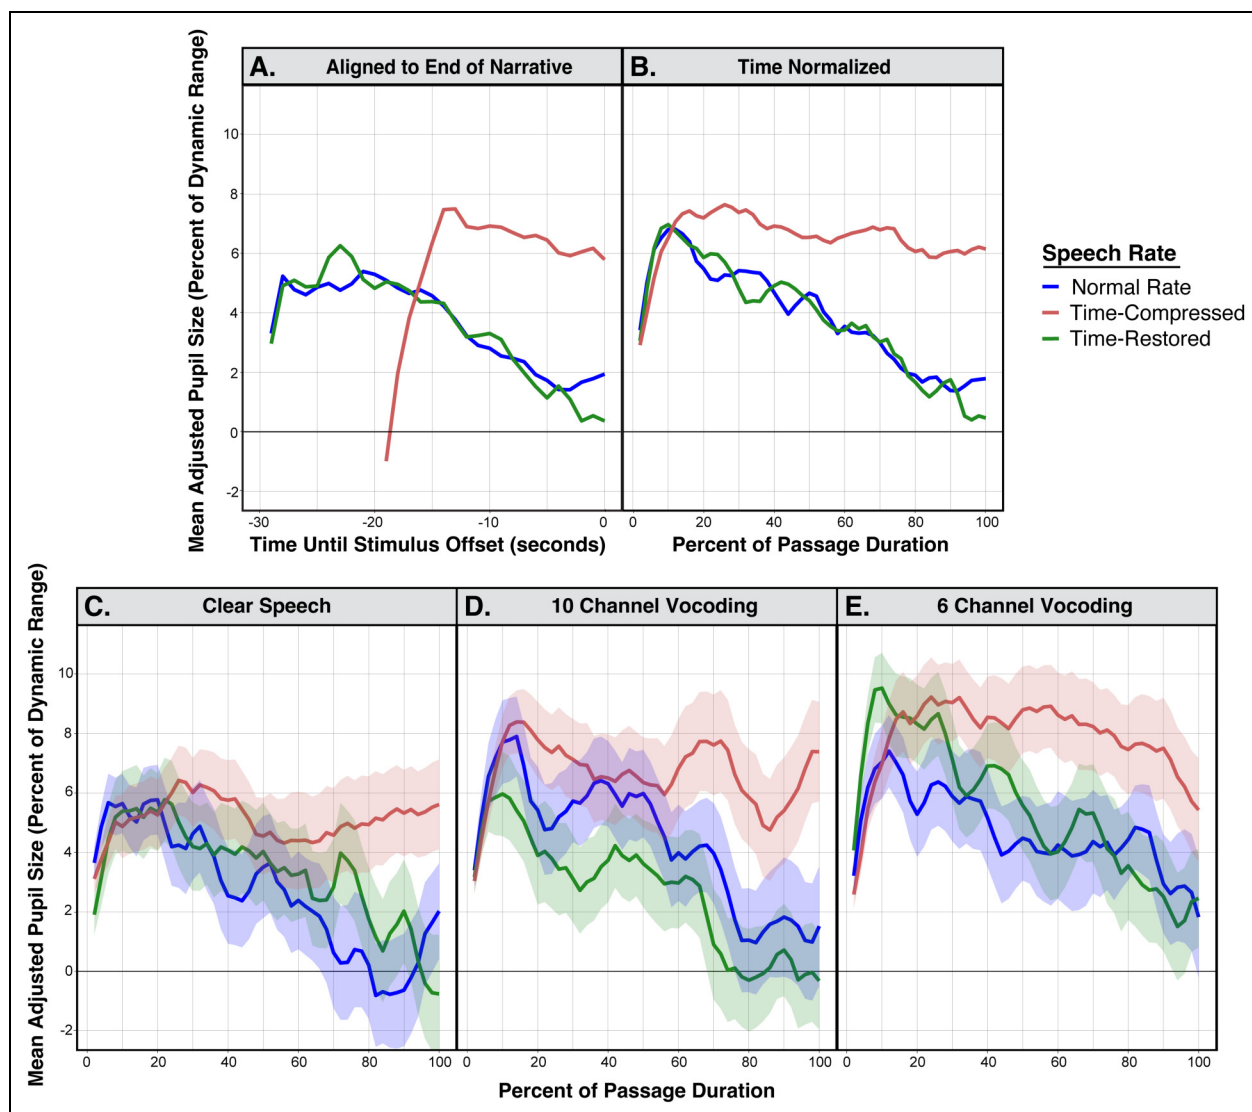 A. Aligned to End of Narrative
B. Time Normalized
Mean Adjusted Pupil Size (Percent of Dynamic Range)
10
8
6
4
2
0
-2
-30 -20 -10 0
0 20 40 60 80 100
Time Until Stimulus Offset (seconds)
Percent of Passage Duration
Speech Rate
Normal Rate
Time-Compressed
Time-Restored
C. Clear Speech
D. 10 Channel Vocoding
E. 6 Channel Vocoding
Mean Adjusted Pupil Size (Percent of Dynamic Range)
10
8
6
4
2
0
-2
0 20 40 60 80 100
0 20 40 60 80 100
0 20 40 60 80 100
Percent of Passage Duration